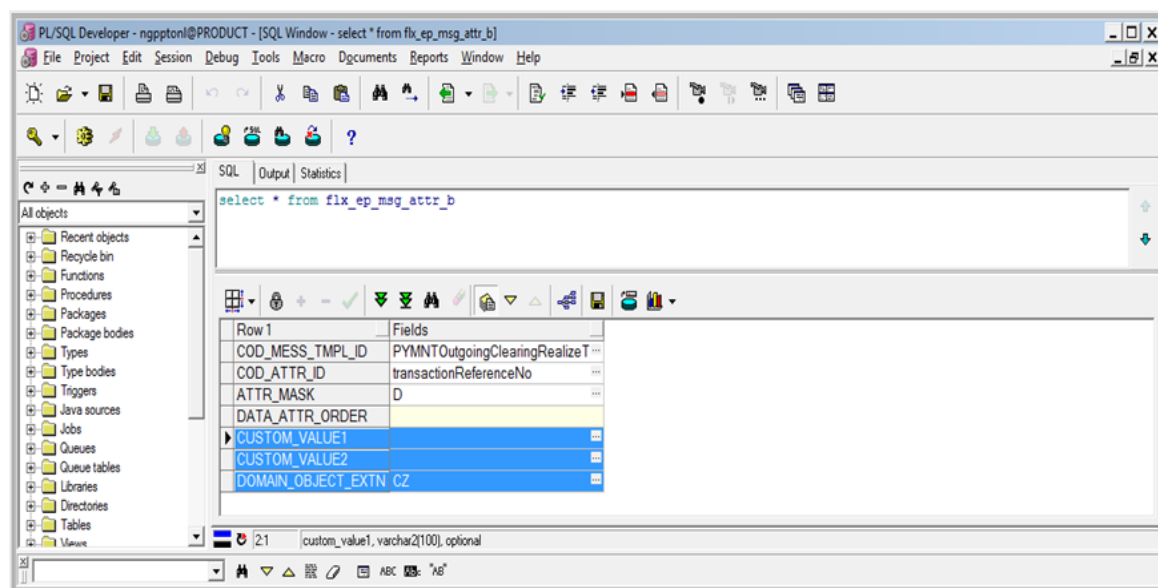 PL/SQL Developer - ngpptonl@PRODUCT - [SQL Window - select * from flx_ep_msg_attr_b]
File Project Edit Session Debug Tools Macro Documents Reports Window Help
SQL Output Statistics
select * from flx_ep_msg_attr_b
All objects
Recent objects
Recycle bin
Functions
Procedures
Packages
Package bodies
Types
Type bodies
Triggers
Java sources
Jobs
Queues
Queue tables
Libraries
Directories
Tables
Views
Row 1 Fields
COD_MESS_TMPL_ID PYMNTOutgoingClearingRealizeT
COD_ATTR_ID transactionReferenceNo
ATTR_MASK D
DATA_ATTR_ORDER
CUSTOM_VALUE1
CUSTOM_VALUE2
DOMAIN_OBJECT_EXTN CZ
2:1 custom_value1, varchar2(100), optional
ABC "AB"